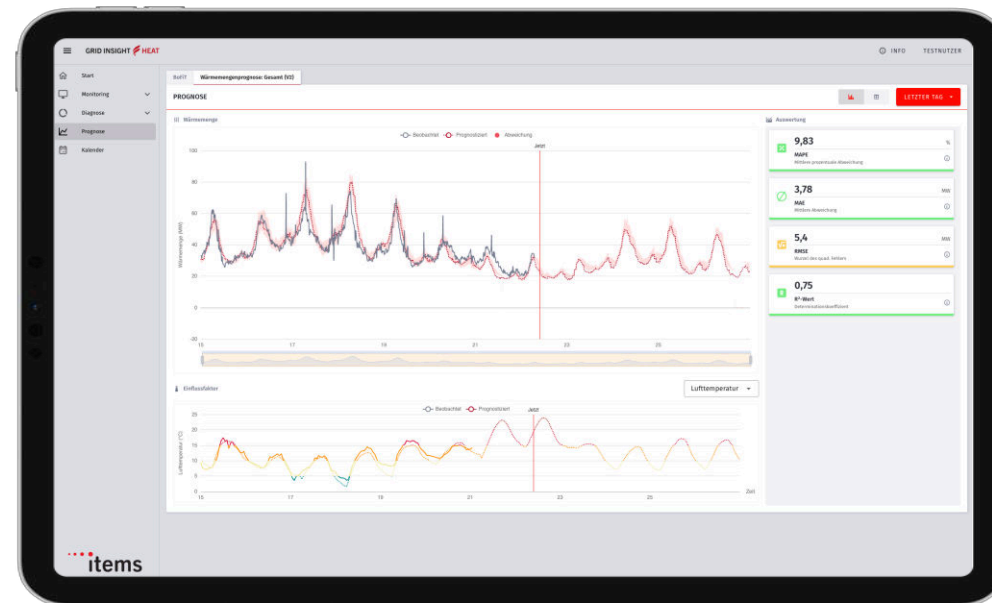 GRID INSIGHT HEAT
INFO
TESTNUTZER
Start
Monitoring
Diagnose
Prognose
Kalender
BoFiT
Wärmemengenprognose: Gesamt (V2)
PROGNOSE
LETZTER TAG
Wärmemenge
Beobachtet
Prognostiziert
Abweichung
Jetzt
Wärmemenge (MW)
100
80
60
40
20
0
-20
15
17
19
21
23
25
Einflussfaktor
Lufttemperatur
Beobachtet
Prognostiziert
Jetzt
Lufttemperatur (°C)
25
20
15
10
5
0
15
17
19
21
23
25
Zeit
Auswertung
9,83
%
MAPE
Mittlere prozentuale Abweichung
3,78
MW
MAE
Mittlere Abweichung
5,4
MW
RMSE
Wurzel des quad. Fehlers
0,75
R²-Wert
Determinationskoeffizient
items